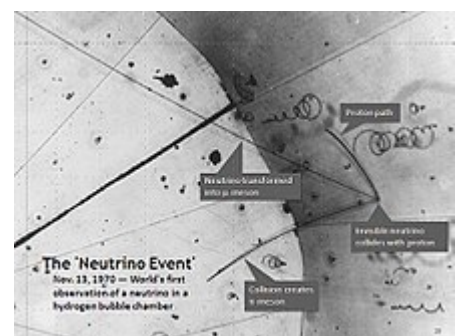 Proton path
Neutrino transformed
into μ meson
Invisible neutrino
collides with proton
The 'Neutrino Event'
Nov. 13, 1970 — World's first
observation of a neutrino in a
hydrogen bubble chamber
Collision creates
π meson